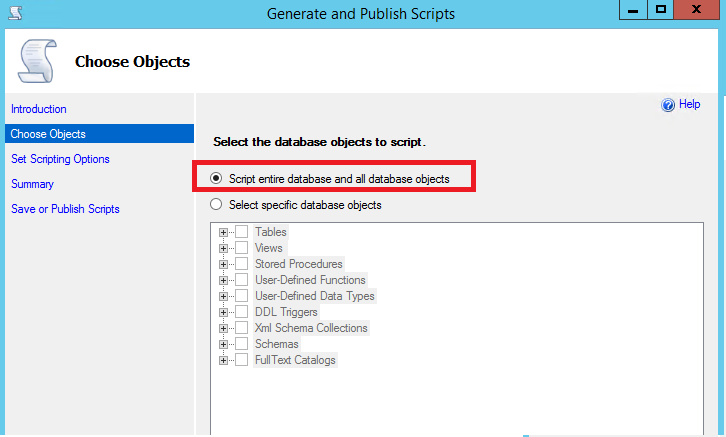 Generate and Publish Scripts
Choose Objects
Introduction
Choose Objects
Set Scripting Options
Summary
Save or Publish Scripts
Help
Select the database objects to script.
Script entire database and all database objects
Select specific database objects
Tables
Views
Stored Procedures
User-Defined Functions
User-Defined Data Types
DDL Triggers
Xml Schema Collections
Schemas
FullText Catalogs